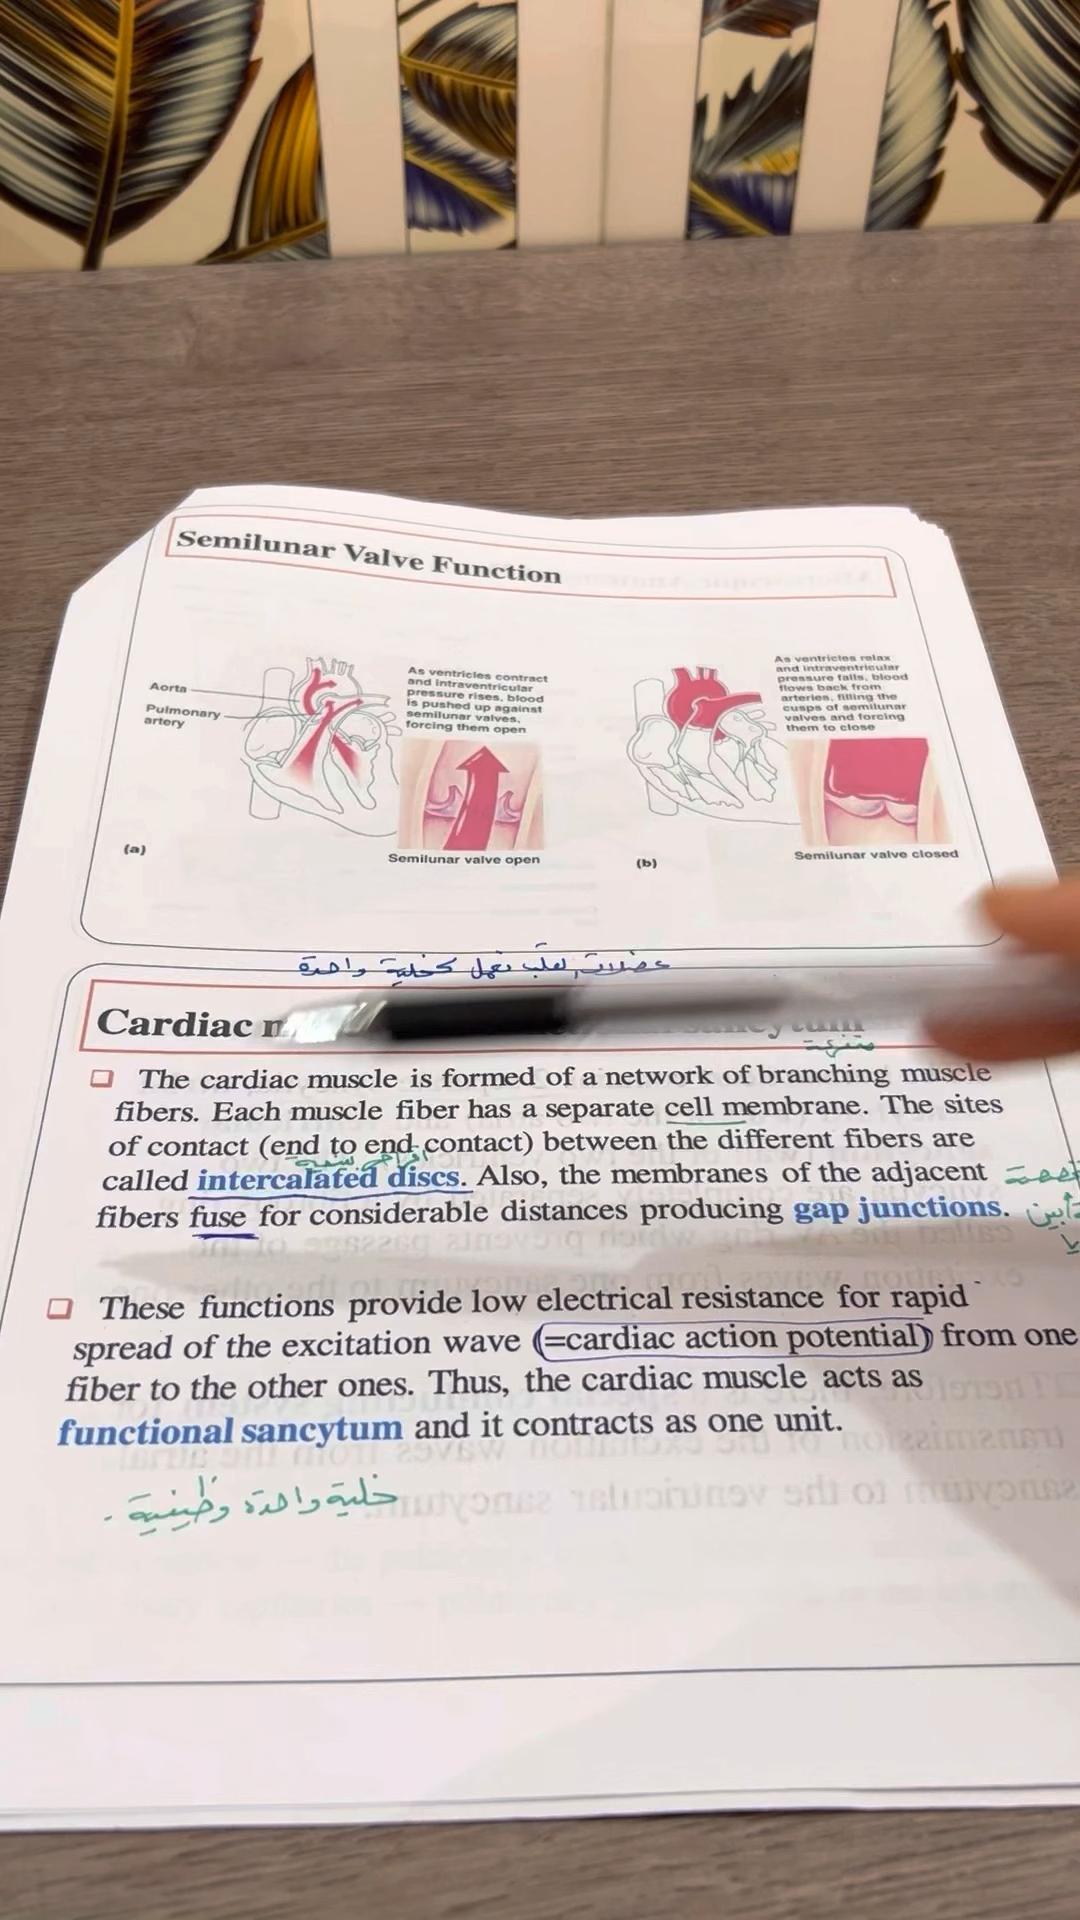 Semilunar Valve Function
Aorta
Pulmonary
artery
As ventricles contract
and intraventricular
pressure rises, blood
is pushed up against
semilunar valves,
forcing them open
As ventricles relax
and intraventricular
pressure falls, blood
flows back from
arteries, filling the
cusps of semilunar
valves and forcing
them to close
(a)
Semilunar valve open
(b)
Semilunar valve closed
عضلات القلب تعمل كخلية واحدة
Cardiac
sancytum
متفرعة
The cardiac muscle is formed of a network of branching muscle
fibers. Each muscle fiber has a separate cell membrane. The sites
of contact (end to end contact) between the different fibers are
called intercalated discs. Also, the membranes of the adjacent
fibers fuse for considerable distances producing gap junctions.
These functions provide low electrical resistance for rapid
spread of the excitation wave (=cardiac action potential) from one
fiber to the other ones. Thus, the cardiac muscle acts as
functional sancytum and it contracts as one unit.
خلية واحدة وظيفية.